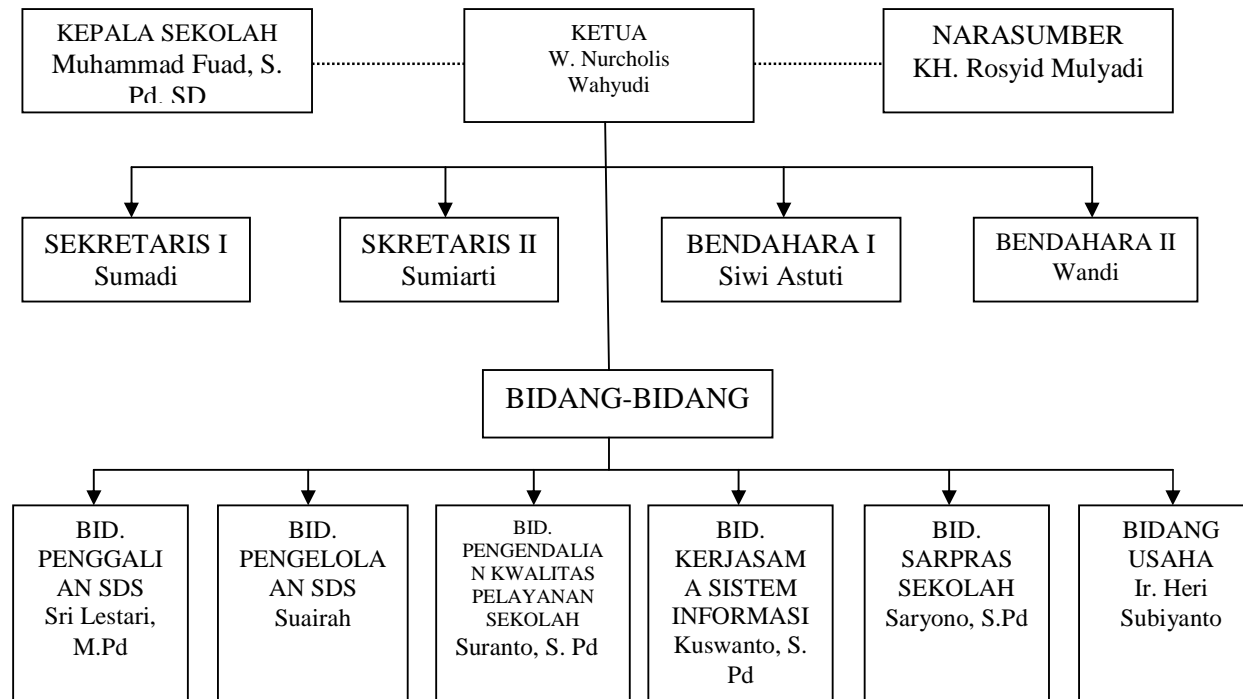 KEPALA SEKOLAH
Muhammad Fuad, S.
Pd. SD
KETUA
W. Nurcholis
Wahyudi
NARASUMBER
KH. Rosyid Mulyadi
SEKRETARIS I
Sumadi
SKRETARIS II
Sumiarti
BENDAHARA I
Siwi Astuti
BENDAHARA II
Wandi
BIDANG-BIDANG
BID.
PENGGALI
AN SDS
Sri Lestari,
M.Pd
BID.
PENGELOLA
AN SDS
Suairah
BID.
PENGENDALIA
N KWALITAS
PELAYANAN
SEKOLAH
Suranto, S. Pd
BID.
KERJASAM
A SISTEM
INFORMASI
Kuswanto, S.
Pd
BID.
SARPRAS
SEKOLAH
Saryono, S.Pd
BIDANG
USAHA
Ir. Heri
Subiyanto